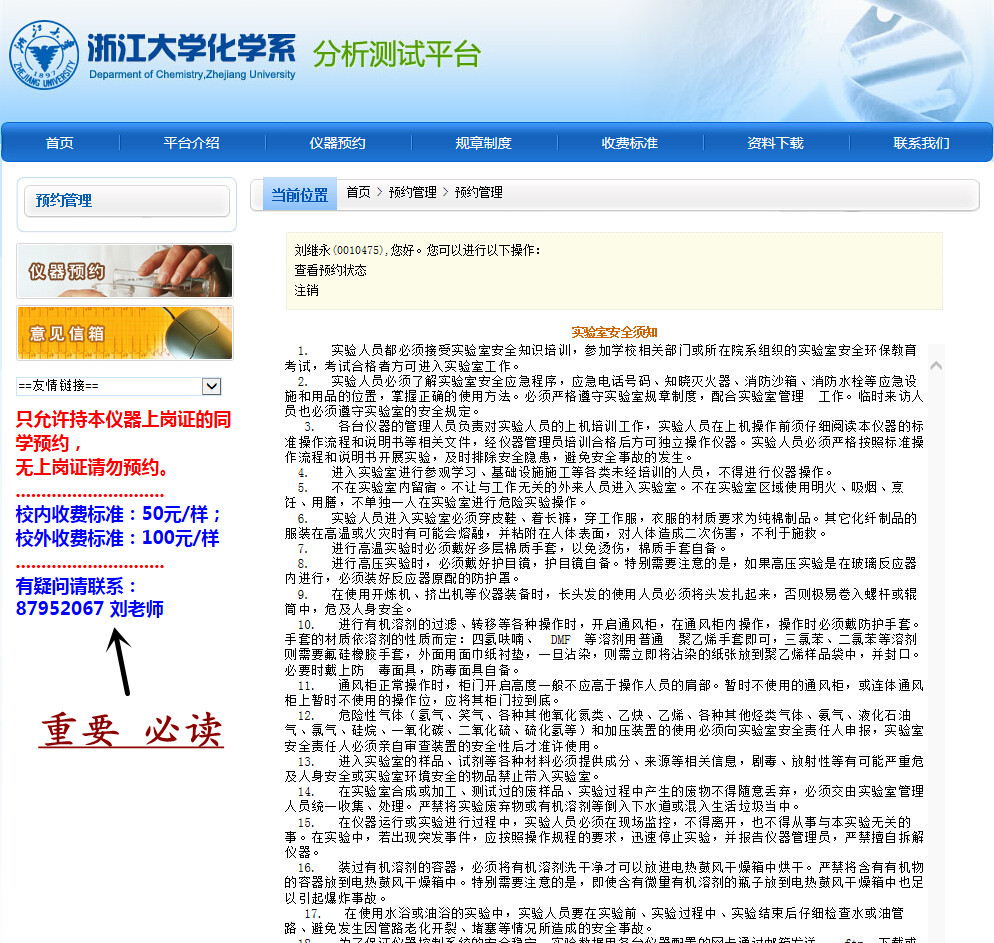 浙江大学化学系 分析测试平台
Deparment of Chemistry,Zhejiang University
ZHEJIANG UNIVERSITY
1897
首页 平台介绍 仪器预约 规章制度 收费标准 资料下载 联系我们
预约管理
当前位置 首页 > 预约管理 > 预约管理
仪器预约
意见信箱
==友情链接==
只允许持本仪器上岗证的同
学预约，
无上岗证请勿预约。
............................
校内收费标准：50元/样；
校外收费标准：100元/样
............................
有疑问请联系：
87952067 刘老师
重要 必读
刘继永(0010475),您好。您可以进行以下操作:
查看预约状态
注销
实验室安全须知
1. 实验人员都必须接受实验室安全知识培训，参加学校相关部门或所在院系组织的实验室安全环保教育
考试，考试合格者方可进入实验室工作。
2. 实验人员必须了解实验室安全应急程序，应急电话号码、知晓灭火器、消防沙箱、消防水栓等应急设
施和用品的位置，掌握正确的使用方法。必须严格遵守实验室规章制度，配合实验室管理 工作。临时来访人
员也必须遵守实验室的安全规定。
3. 各台仪器的管理人员负责对实验人员的上机培训工作，实验人员在上机操作前须仔细阅读本仪器的标
准操作流程和说明书等相关文件，经仪器管理员培训合格后方可独立操作仪器。实验人员必须严格按照标准操
作流程和说明书开展实验，及时排除安全隐患，避免安全事故的发生。
4. 进入实验室进行参观学习、基础设施施工等各类未经培训的人员，不得进行仪器操作。
5. 不在实验室内留宿。不让与工作无关的外来人员进入实验室。不在实验室区域使用明火、吸烟、烹
饪、用膳，不单独一人在实验室进行危险实验操作。
6. 实验人员进入实验室必须穿皮鞋、着长裤，穿工作服，衣服的材质要求为纯棉制品。其它化纤制品的
服装在高温或火灾时有可能会熔融，并粘附在人体表面，对人体造成二次伤害，不利于施救。
7. 进行高温实验时必须戴好多层棉质手套，以免烫伤，棉质手套自备。
8. 进行高压实验时，必须戴好护目镜，护目镜自备。特别需要注意的是，如果高压实验是在玻璃反应器
内进行，必须装好反应器原配的防护罩。
9. 在使用开炼机、挤出机等仪器装备时，长头发的使用人员必须将头发扎起来，否则极易卷入螺杆或辊
筒中，危及人身安全。
10. 进行有机溶剂的过滤、转移等各种操作时，开启通风柜，在通风柜内操作，操作时必须戴防护手套。
手套的材质依溶剂的性质而定：四氢呋喃、 DMF 等溶剂用普通 聚乙烯手套即可，三氯苯、二氯苯等溶剂
则需要氟硅橡胶手套，外面用面巾纸衬垫，一旦沾染，则需立即将沾染的纸张放到聚乙烯样品袋中，并封口。
必要时戴上防 毒面具，防毒面具自备。
11. 通风柜正常操作时，柜门开启高度一般不应高于操作人员的肩部。暂时不使用的通风柜，或连体通风
柜上暂时不使用的操作位，应将其柜门拉到底。
12. 危险性气体（氢气、笑气、各种其他氧化氮类、乙炔、乙烯、各种其他烃类气体、氨气、液化石油
气、氯气、硅烷、一氧化碳、二氧化硫、硫化氢等）和加压装置的使用必须向实验室安全责任人申报，实验室
安全责任人必须亲自审查装置的安全性后才准许使用。
13. 进入实验室的样品、试剂等各种材料必须提供成分、来源等相关信息，剧毒、放射性等有可能严重危
及人身安全或实验室环境安全的物品禁止带入实验室。
14. 在实验室合成或加工、测试过的废样品、实验过程中产生的废物不得随意丢弃，必须交由实验室管理
人员统一收集、处理。严禁将实验废弃物或有机溶剂等倒入下水道或混入生活垃圾当中。
15. 在仪器运行或实验进行过程中，实验人员必须在现场监控，不得离开，也不得从事与本实验无关的
事。在实验中，若出现突发事件，应按照操作规程的要求，迅速停止实验，并报告仪器管理员，严禁擅自拆解
仪器。
16. 装过有机溶剂的容器，必须将有机溶剂洗干净才可以放进电热鼓风干燥箱中烘干。严禁将含有有机物
的容器放到电热鼓风干燥箱中。特别需要注意的是，即使含有微量有机溶剂的瓶子放到电热鼓风干燥箱中也足
以引起爆炸事故。
17. 在使用水浴或油浴的实验中，实验人员要在实验前、实验过程中、实验结束后仔细检查水或油管
路、避免发生因管路老化开裂、堵塞等情况所造成的安全事故。